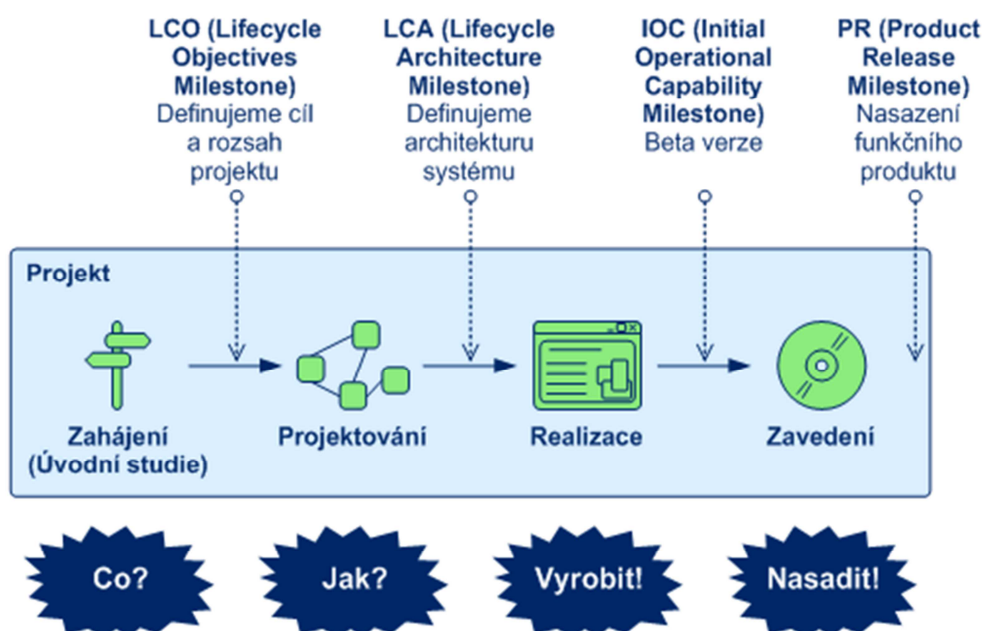 LCO (Lifecycle
Objectives
Milestone)
Definujeme cíl
a rozsah
projektu
LCA (Lifecycle
Architecture
Milestone)
Definujeme
architekturu
systému
IOC (Initial
Operational
Capability
Milestone)
Beta verze
PR (Product
Release
Milestone)
Nasazení
funkčního
produktu
Projekt
Zahájení
(Úvodní studie)
Projektování
Realizace
Zavedení
Co?
Jak?
Vyrobit!
Nasadit!